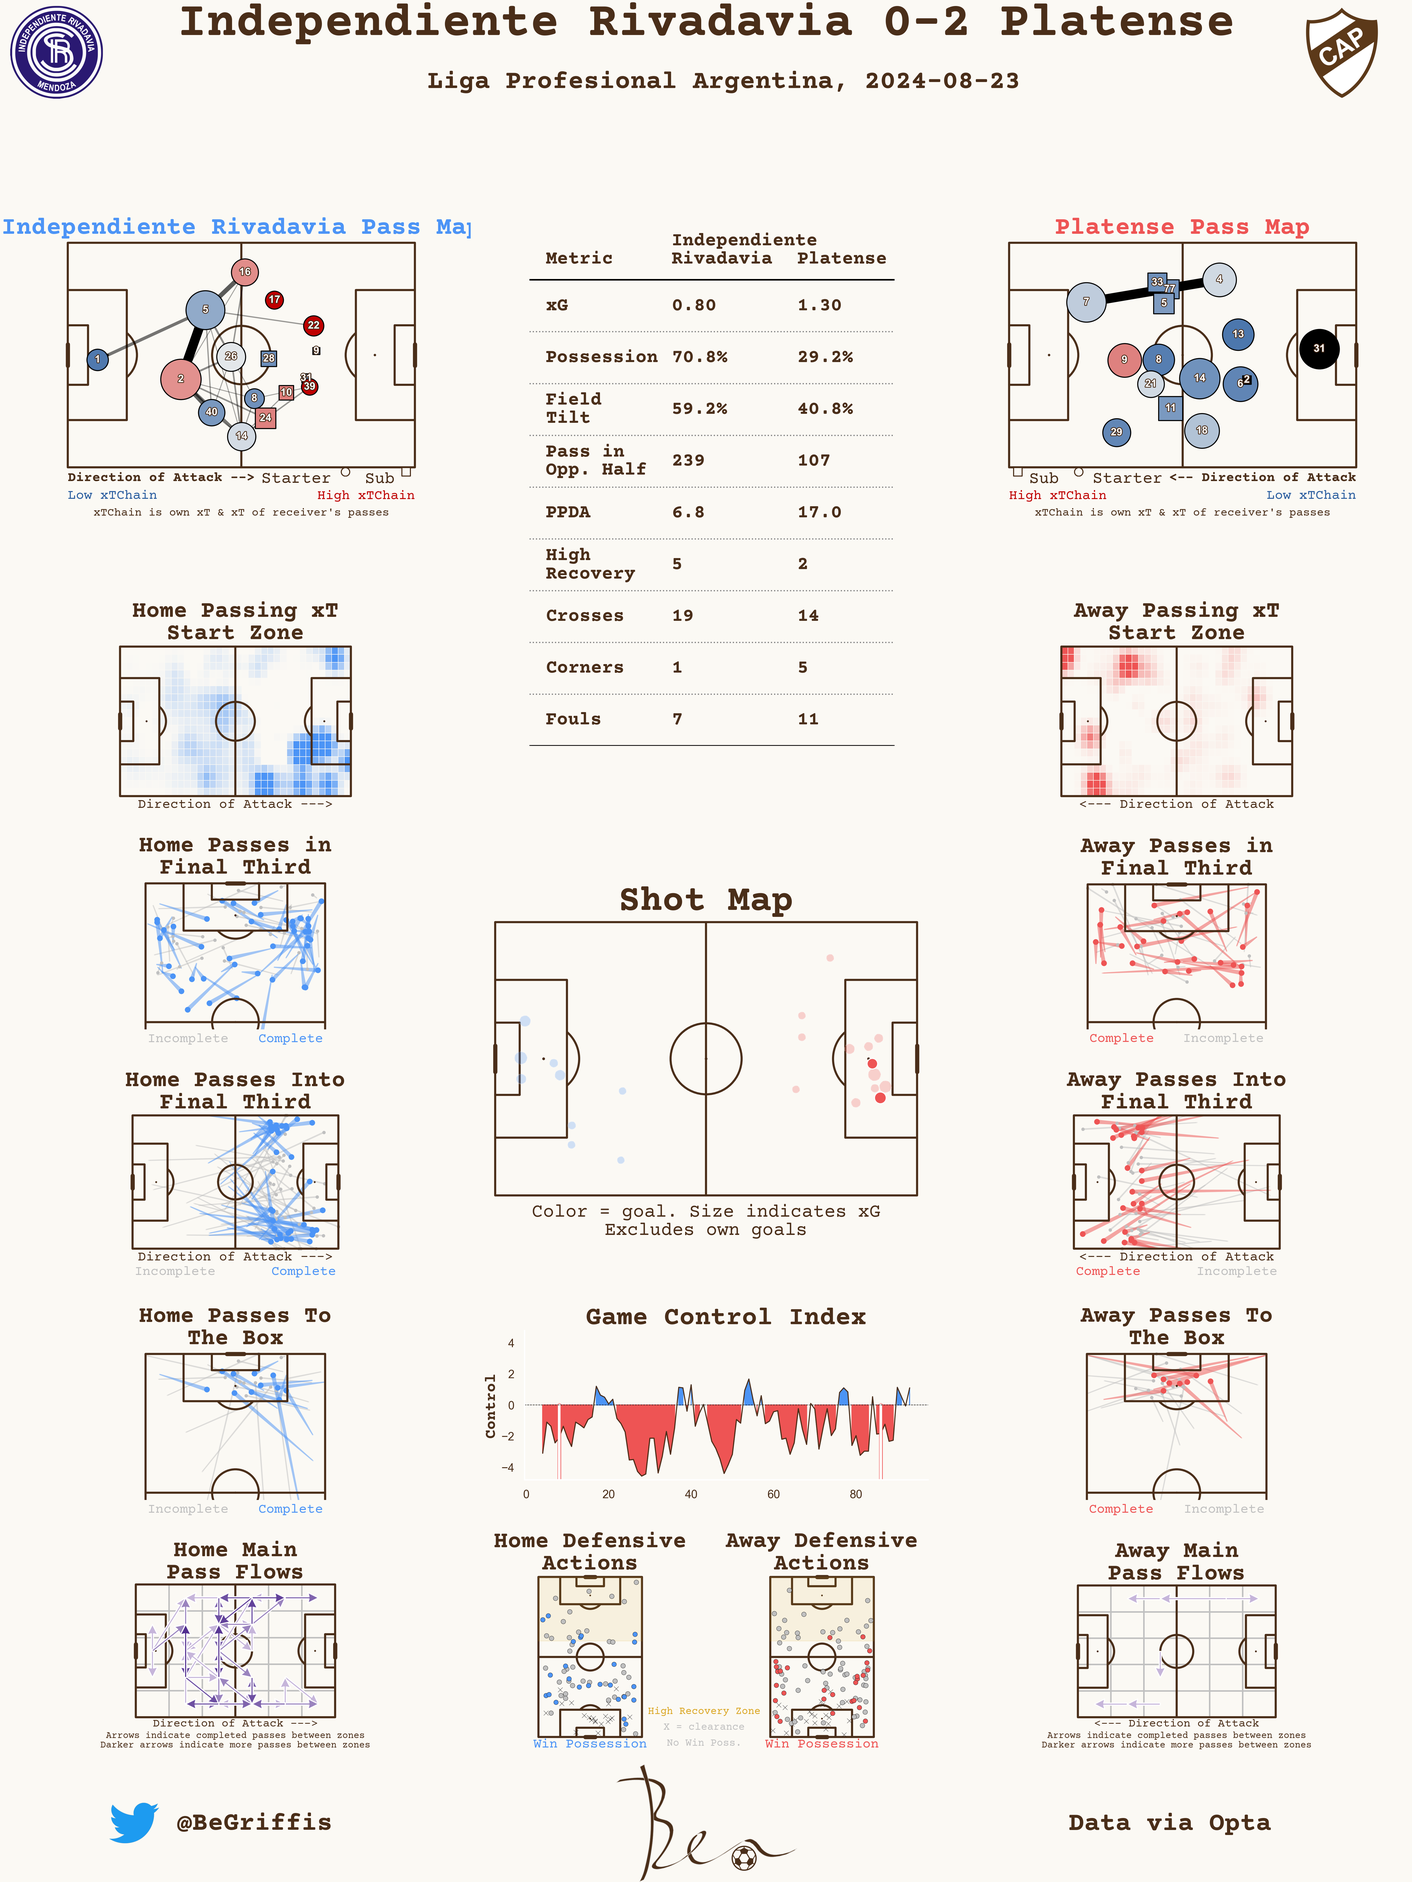 Independiente Rivadavia 0-2 Platense
Liga Profesional Argentina, 2024-08-23
INDEPENDIENTE RIVADAVIA
MENDOZA
CAP
Independiente Rivadavia Pass Map
16
17
5
22
1
26
28
9
2
31
39
10
8
40
24
14
Direction of Attack --> Starter Sub
Low xTChain High xTChain
xTChain is own xT & xT of receiver's passes
Metric Independiente Rivadavia Platense
xG 0.80 1.30
Possession 70.8% 29.2%
Field Tilt 59.2% 40.8%
Pass in Opp. Half 239 107
PPDA 6.8 17.0
High Recovery 5 2
Crosses 19 14
Corners 1 5
Fouls 7 11
Platense Pass Map
4
33
77
7
5
13
31
9
8
14
21
6
2
11
29
18
Sub Starter <-- Direction of Attack
High xTChain Low xTChain
xTChain is own xT & xT of receiver's passes
Home Passing xT
Start Zone
Direction of Attack --->
Away Passing xT
Start Zone
<--- Direction of Attack
Home Passes in
Final Third
Incomplete Complete
Away Passes in
Final Third
Complete Incomplete
Shot Map
Color = goal. Size indicates xG
Excludes own goals
Home Passes Into
Final Third
Direction of Attack --->
Incomplete Complete
Away Passes Into
Final Third
<--- Direction of Attack
Complete Incomplete
Home Passes To
The Box
Incomplete Complete
Game Control Index
Control
4
2
0
−2
−4
0 20 40 60 80
Away Passes To
The Box
Complete Incomplete
Home Main
Pass Flows
Direction of Attack --->
Arrows indicate completed passes between zones
Darker arrows indicate more passes between zones
Home Defensive
Actions
Win Possession
High Recovery Zone
X = clearance
No Win Poss.
Away Defensive
Actions
Win Possession
Away Main
Pass Flows
<--- Direction of Attack
Arrows indicate completed passes between zones
Darker arrows indicate more passes between zones
@BeGriffis
Ben
Data via Opta